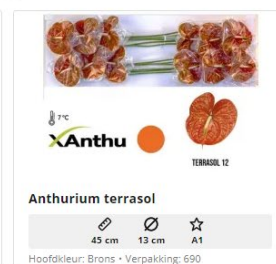 7 °C
XAnthu
TERRASOL 12
Anthurium terrasol
45 cm 13 cm A1
Hoofdkleur: Brons • Verpakking: 690